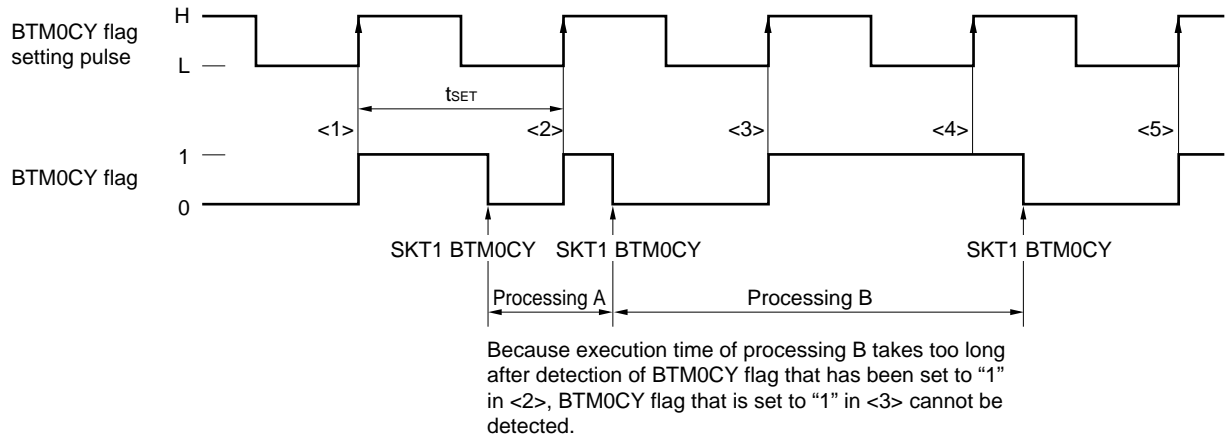 BTM0CY flag
setting pulse
H
L
tSET
<1>
<2>
<3>
<4>
<5>
BTM0CY flag
1
0
SKT1 BTM0CY
SKT1 BTM0CY
SKT1 BTM0CY
Processing A
Processing B
Because execution time of processing B takes too long
after detection of BTM0CY flag that has been set to “1”
in <2>, BTM0CY flag that is set to “1” in <3> cannot be
detected.